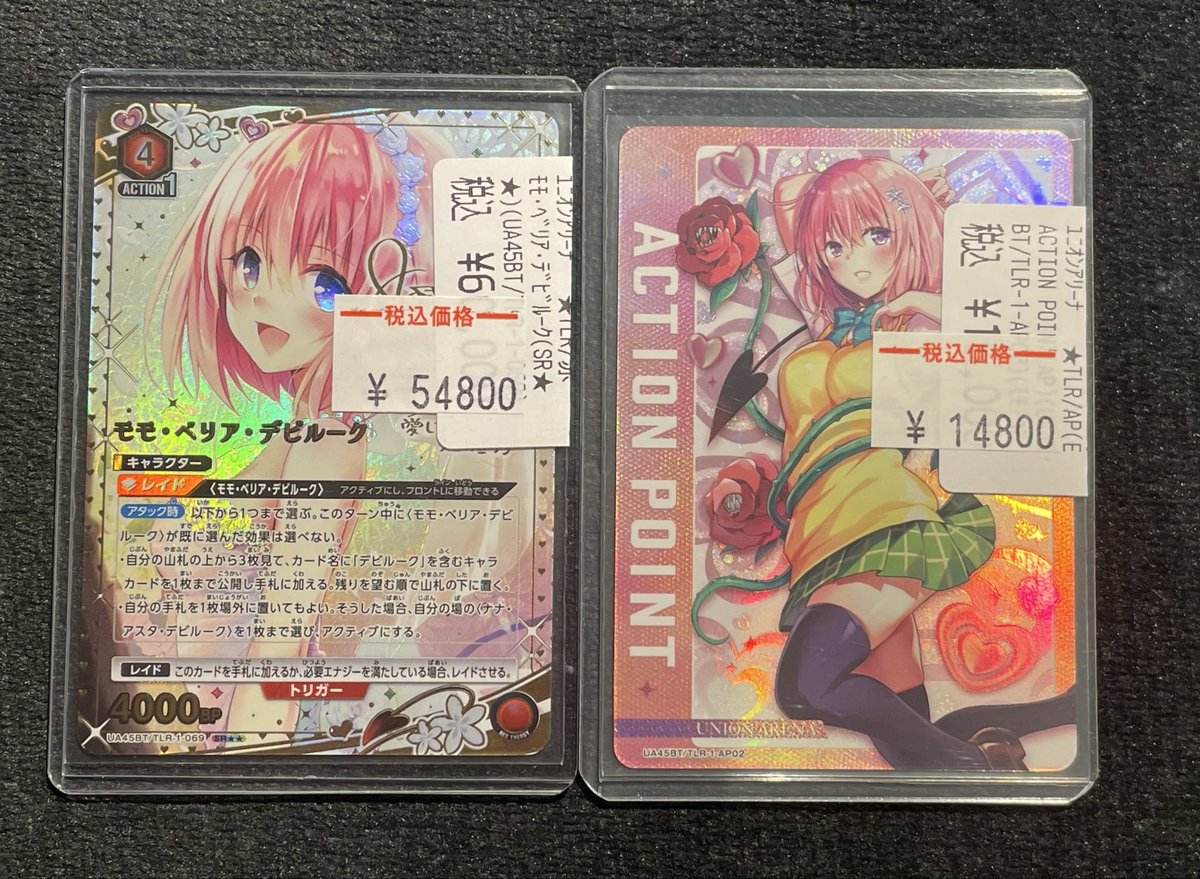 4
ACTION 1
モモ・ベリア・デビルーク
愛し
キャラクター
レイド
〈モモ・ベリア・デビルーク〉 アクティブにし、フロントLに移動できる
アタック時 以下から1つまで選ぶ。このターン中に〈モモ・ベリア・デビ
ルーク〉が既に選んだ効果は選べない。
・自分の山札の上から3枚見て、カード名に「デビルーク」を含むキャラ
カードを1枚まで公開し手札に加える。残りを望む順で山札の下に置く。
・自分の手札を1枚場外に置いてもよい。そうした場合、自分の場の〈ナナ・
アスタ・デビルーク〉を1枚まで選び、アクティブにする。
レイド このカードを手札に加えるか、必要エナジーを満たしている場合、レイドさせる。
トリガー
4000BP
UA45BT/TLR-1-069 SR★★
RED ENERGY
ユニオンアリーナ
モモ・ベリア・デビルーク(SR★
★)(UA45BT/
税込 ¥6
税込価格
¥ 54800
ACTION POINT
UNION ARENA
UA45BT/TLR-1-AP02
ユニオンアリーナ ★TLR/AP(E
ACTION POIN
BT/TLR-1-AP
税込 ¥1
税込価格
¥ 14800